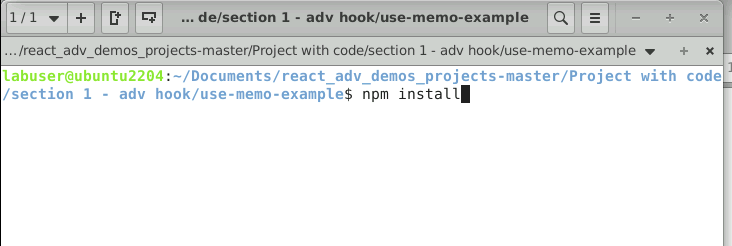 1 / 1
... de/section 1 - adv hook/use-memo-example
.../react_adv_demos_projects-master/Project with code/section 1 - adv hook/use-memo-example
labuser@ubuntu2204:~/Documents/react_adv_demos_projects-master/Project with code
/section 1 - adv hook/use-memo-example$ npm install